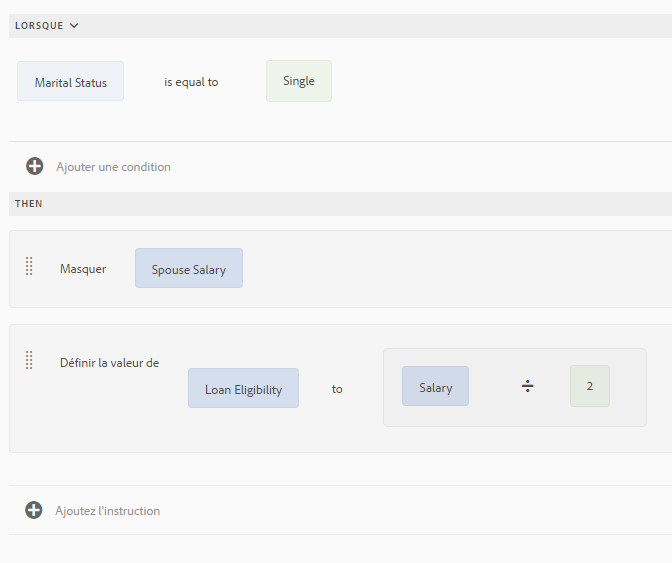 LORSQUE
Marital Status is equal to Single
Ajouter une condition
THEN
Masquer Spouse Salary
Définir la valeur de
Loan Eligibility to Salary ÷ 2
Ajoutez l'instruction